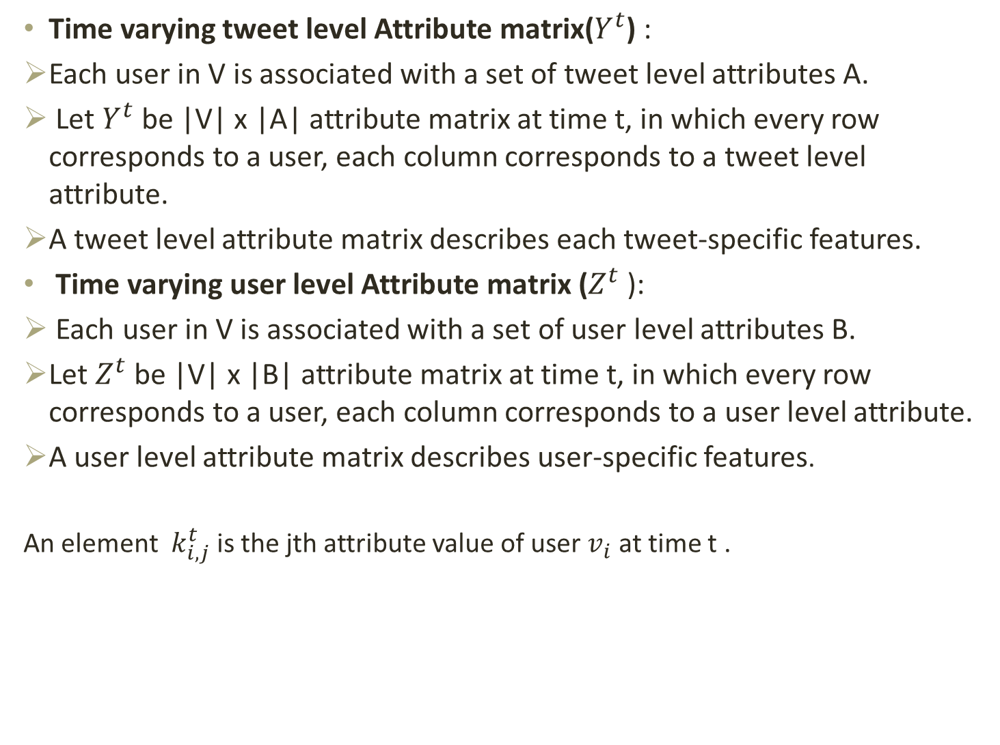 • Time varying tweet level Attribute matrix(Y^t) :
➢Each user in V is associated with a set of tweet level attributes A.
➢ Let Y^t be |V| x |A| attribute matrix at time t, in which every row
corresponds to a user, each column corresponds to a tweet level
attribute.
➢A tweet level attribute matrix describes each tweet-specific features.
• Time varying user level Attribute matrix (Z^t ):
➢ Each user in V is associated with a set of user level attributes B.
➢Let Z^t be |V| x |B| attribute matrix at time t, in which every row
corresponds to a user, each column corresponds to a user level attribute.
➢A user level attribute matrix describes user-specific features.
An element k_{i,j}^t is the jth attribute value of user v_i at time t .